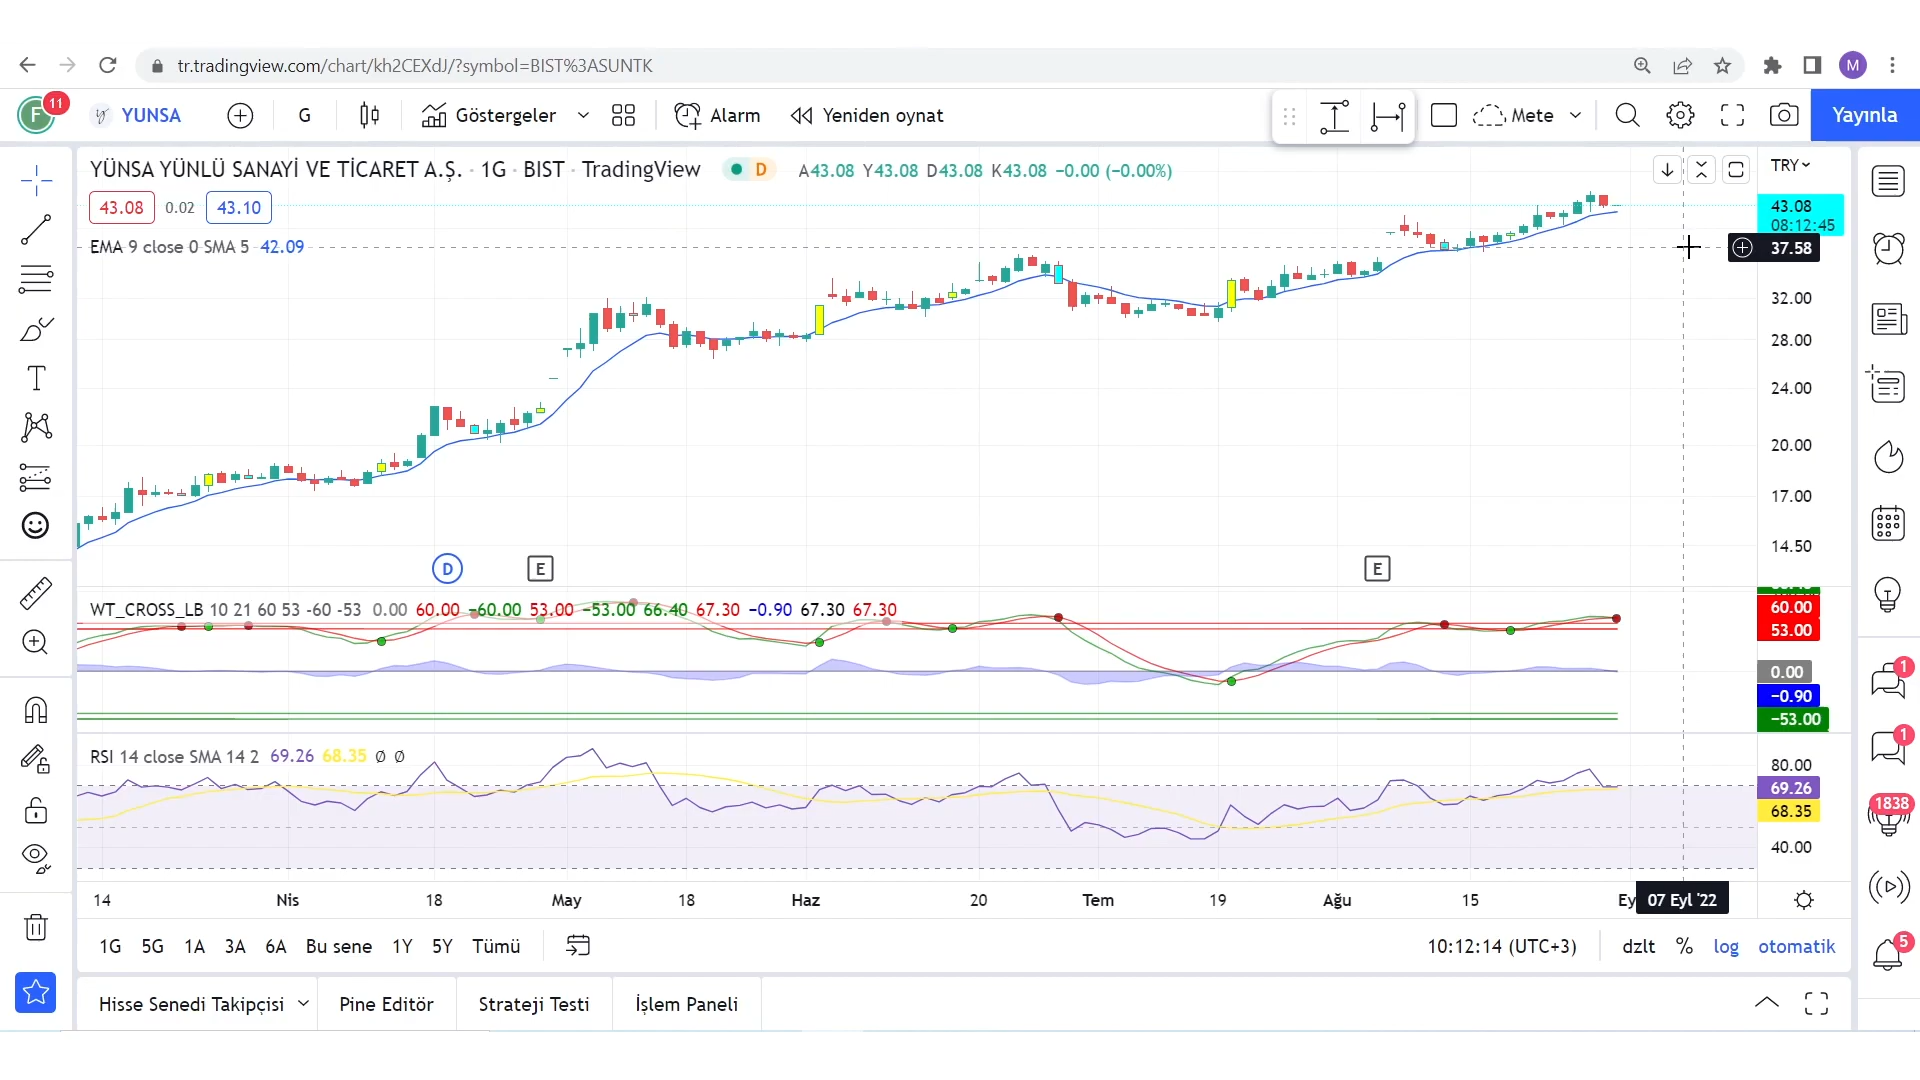 tr.tradingview.com/chart/kh2CEXdJ/?symbol=BIST%3ASUNTK
M
F 11 YUNSA G Göstergeler Alarm Yeniden oynat Mete Yayınla
YÜNSA YÜNLÜ SANAYİ VE TİCARET A.Ş. · 1G · BIST · TradingView D A43.08 Y43.08 D43.08 K43.08 −0.00 (−0.00%)
TRY
43.08 0.02 43.10
43.08
08:12:45
EMA 9 close 0 SMA 5 42.09
37.58
32.00
28.00
24.00
20.00
17.00
14.50
D E E
WT_CROSS_LB 10 21 60 53 -60 -53 0.00 60.00 −60.00 53.00 −53.00 66.40 67.30 −0.90 67.30 67.30
60.00
53.00
0.00
−0.90
−53.00
RSI 14 close SMA 14 2 69.26 68.35 Ø Ø
80.00
69.26
68.35
40.00
14 Nis 18 May 18 Haz 20 Tem 19 Ağu 15 Ey 07 Eyl '22
1G 5G 1A 3A 6A Bu sene 1Y 5Y Tümü 10:12:14 (UTC+3) dzlt % log otomatik
Hisse Senedi Takipçisi Pine Editör Strateji Testi İşlem Paneli
1
1
1838
5